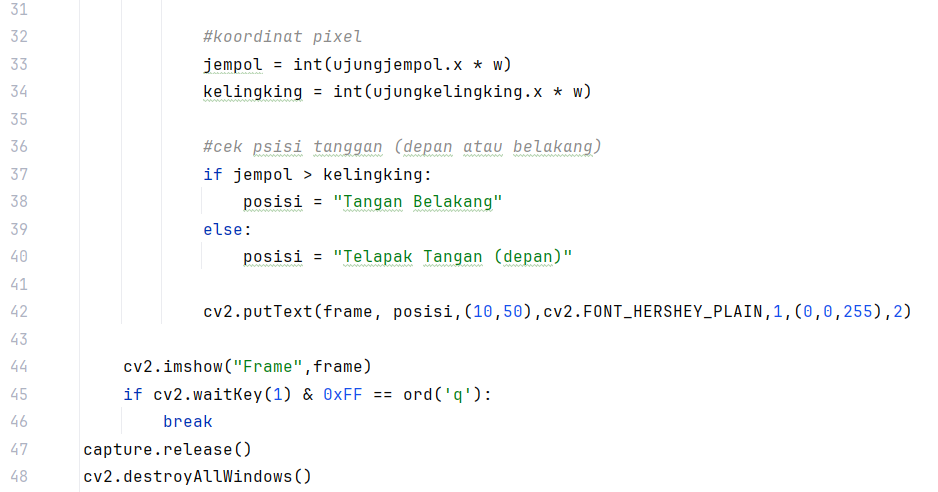 31
32 #koordinat pixel
33 jempol = int(ujungjempol.x * w)
34 kelingking = int(ujungkelingking.x * w)
35
36 #cek psisi tanggan (depan atau belakang)
37 if jempol > kelingking:
38 posisi = "Tangan Belakang"
39 else:
40 posisi = "Telapak Tangan (depan)"
41
42 cv2.putText(frame, posisi,(10,50),cv2.FONT_HERSHEY_PLAIN,1,(0,0,255),2)
43
44 cv2.imshow("Frame",frame)
45 if cv2.waitKey(1) & 0xFF == ord('q'):
46 break
47 capture.release()
48 cv2.destroyAllWindows()